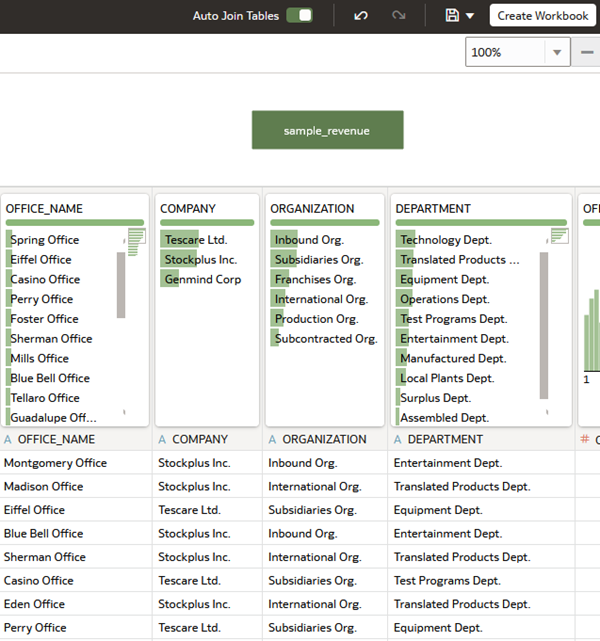 Auto Join Tables Create Workbook
100%
sample_revenue
OFFICE_NAME COMPANY ORGANIZATION DEPARTMENT OFF
Spring Office Tescare Ltd. Inbound Org. Technology Dept.
Eiffel Office Stockplus Inc. Subsidiaries Org. Translated Products ...
Casino Office Genmind Corp Franchises Org. Equipment Dept.
Perry Office International Org. Operations Dept.
Foster Office Production Org. Test Programs Dept.
Sherman Office Subcontracted Org. Entertainment Dept.
Mills Office Manufactured Dept.
Blue Bell Office Local Plants Dept. 1
Tellaro Office Surplus Dept.
Guadalupe Off... Assembled Dept.
A OFFICE_NAME A COMPANY A ORGANIZATION A DEPARTMENT # O
Montgomery Office Stockplus Inc. Inbound Org. Entertainment Dept.
Madison Office Stockplus Inc. International Org. Translated Products Dept.
Eiffel Office Tescare Ltd. Subsidiaries Org. Equipment Dept.
Blue Bell Office Stockplus Inc. Inbound Org. Entertainment Dept.
Sherman Office Stockplus Inc. International Org. Translated Products Dept.
Casino Office Tescare Ltd. Subsidiaries Org. Test Programs Dept.
Eden Office Stockplus Inc. International Org. Translated Products Dept.
Perry Office Tescare Ltd. Subsidiaries Org. Equipment Dept.